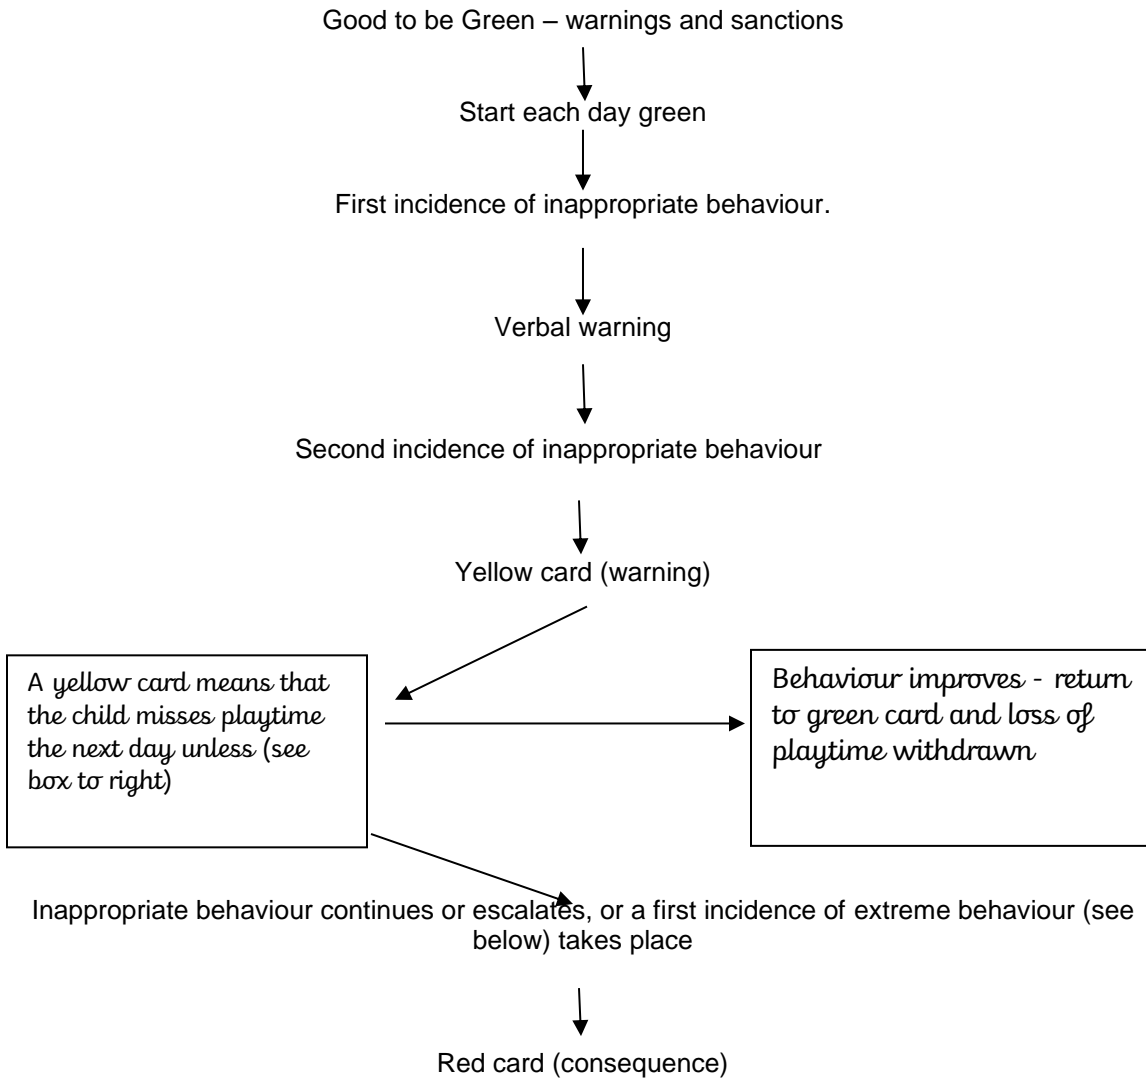 Good to be Green – warnings and sanctions
Start each day green
First incidence of inappropriate behaviour.
Verbal warning
Second incidence of inappropriate behaviour
Yellow card (warning)
A yellow card means that
the child misses playtime
the next day unless (see
box to right)
Behaviour improves - return
to green card and loss of
playtime withdrawn
Inappropriate behaviour continues or escalates, or a first incidence of extreme behaviour (see
below) takes place
Red card (consequence)